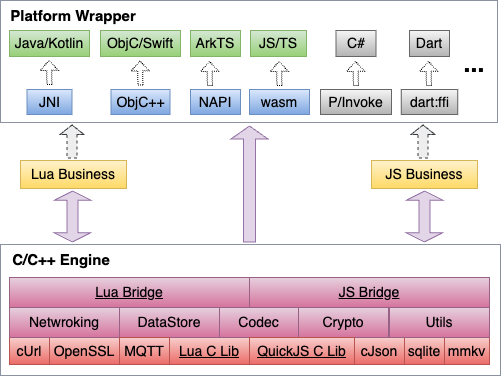 Platform Wrapper
Java/Kotlin ObjC/Swift ArkTS JS/TS C# Dart
...
JNI ObjC++ NAPI wasm P/Invoke dart:ffi
Lua Business JS Business
C/C++ Engine
Lua Bridge JS Bridge
Networking DataStore Codec Crypto Utils
cUrl OpenSSL MQTT Lua C Lib QuickJS C Lib cJson sqlite mmkv